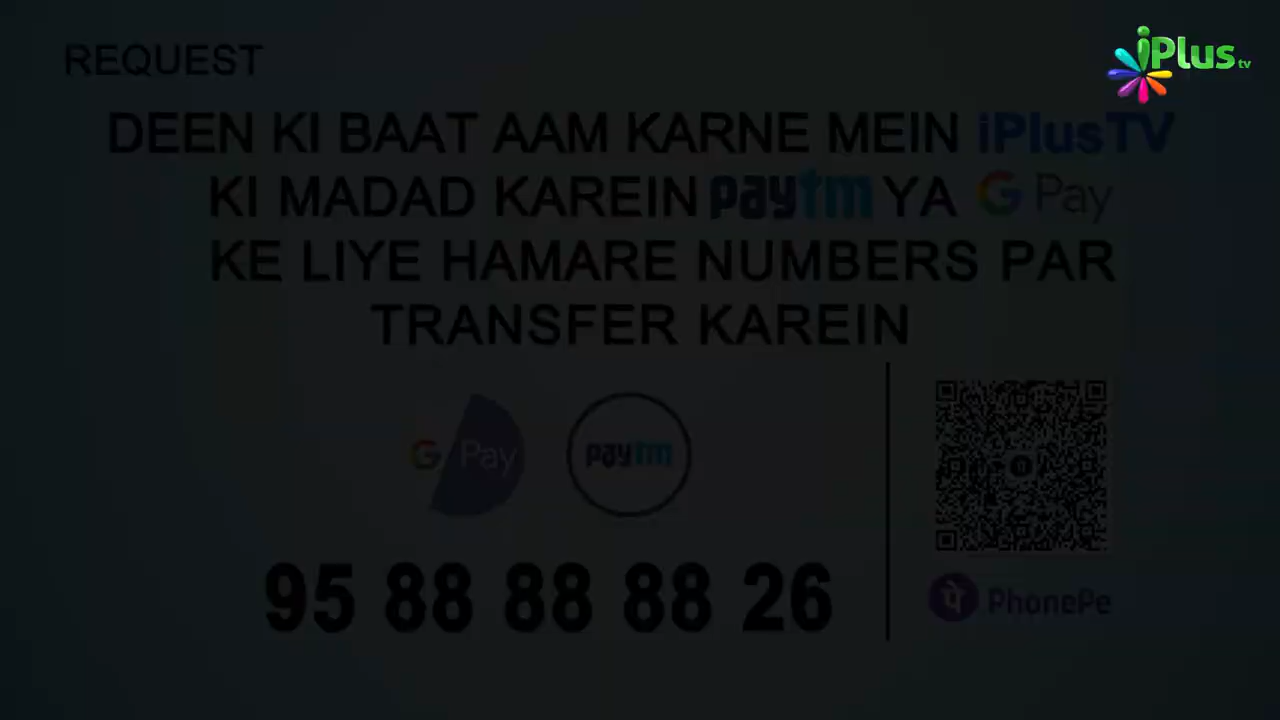 iPlus tv
REQUEST
DEEN KI BAAT AAM KARNE MEIN iPlusTV
KI MADAD KAREIN paytm YA G Pay
KE LIYE HAMARE NUMBERS PAR
TRANSFER KAREIN
G Pay paytm
95 88 88 88 26
पे PhonePe